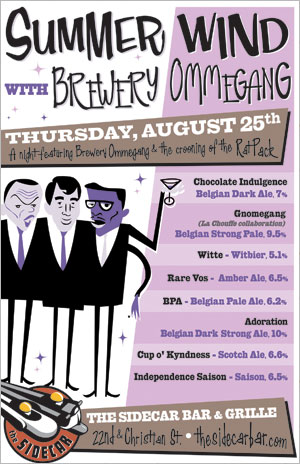 SUMMER WIND
WITH BREWERY OMMEGANG
THURSDAY, AUGUST 25th
A night featuring Brewery Ommegang & the crooning of the Rat Pack
Chocolate Indulgence
Belgian Dark Ale, 7%
Gnomegang
(La Chouffe collaboration)
Belgian Strong Pale, 9.5%
Witte - Witbier, 5.1%
Rare Vos - Amber Ale, 6.5%
BPA - Belgian Pale Ale, 6.2%
Adoration
Belgian Dark Strong Ale, 10%
Cup o' Kyndness - Scotch Ale, 6.6%
Independence Saison - Saison, 6.5%
THE SIDECAR BAR & GRILLE
22nd & Christian St. • thesidecarbar.com
the SIDECAR